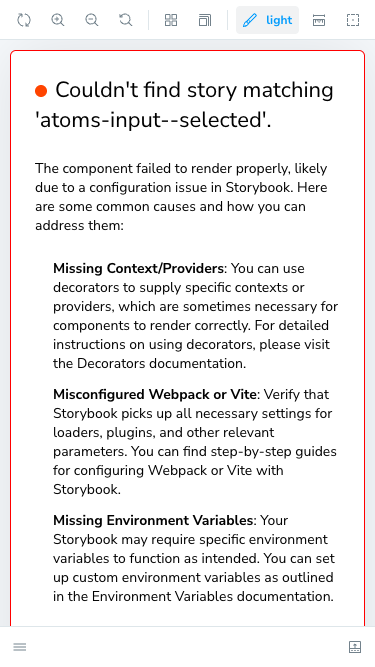 light
Couldn't find story matching
'atoms-input--selected'.
The component failed to render properly, likely
due to a configuration issue in Storybook. Here
are some common causes and how you can
address them:
Missing Context/Providers: You can use
decorators to supply specific contexts or
providers, which are sometimes necessary for
components to render correctly. For detailed
instructions on using decorators, please visit
the Decorators documentation.
Misconfigured Webpack or Vite: Verify that
Storybook picks up all necessary settings for
loaders, plugins, and other relevant
parameters. You can find step-by-step guides
for configuring Webpack or Vite with
Storybook.
Missing Environment Variables: Your
Storybook may require specific environment
variables to function as intended. You can set
up custom environment variables as outlined
in the Environment Variables documentation.